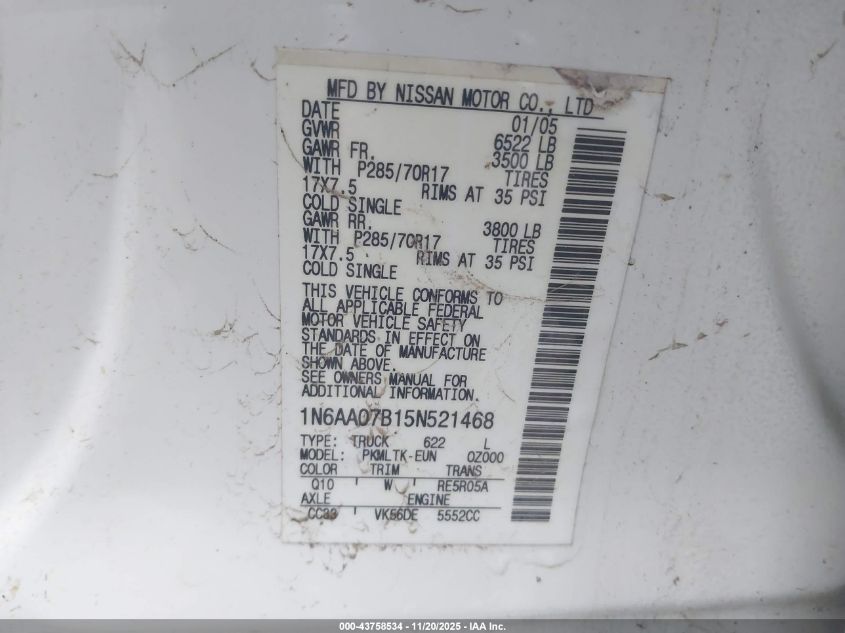 MFD BY NISSAN MOTOR CO., LTD
DATE 01/05
GVWR 6522 LB
GAWR FR. 3500 LB
WITH P285/70R17 TIRES
17X7.5 RIMS AT 35 PSI
COLD SINGLE
GAWR RR. 3800 LB
WITH P285/70R17 TIRES
17X7.5 RIMS AT 35 PSI
COLD SINGLE
THIS VEHICLE CONFORMS TO
ALL APPLICABLE FEDERAL
MOTOR VEHICLE SAFETY
STANDARDS IN EFFECT ON
THE DATE OF MANUFACTURE
SHOWN ABOVE.
SEE OWNERS MANUAL FOR
ADDITIONAL INFORMATION.
1N6AA07B15N521468
TYPE: TRUCK 622 L
MODEL: PKMLTK-EUN 0Z000
COLOR TRIM TRANS
Q10 W RE5R05A
AXLE ENGINE
CC33 VK56DE 5552CC
000-43758534 - 11/20/2025 - IAA Inc.